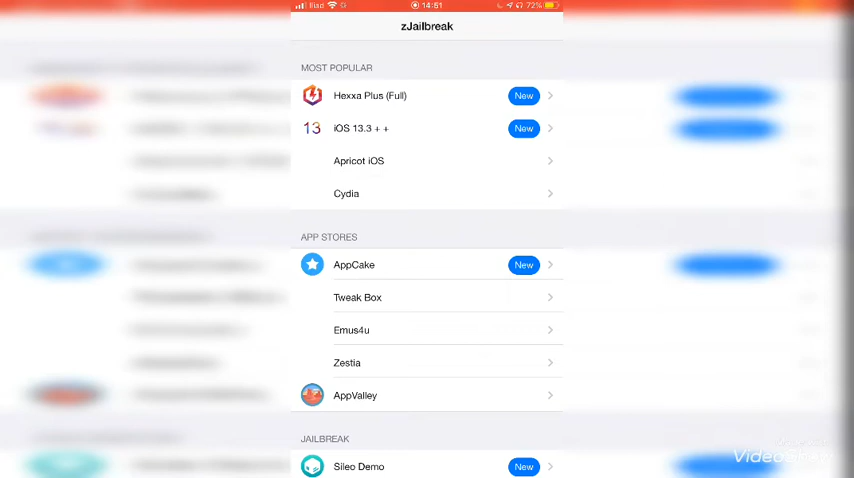 Iliad 14:51 72%
zJailbreak
MOST POPULAR
Hexxa Plus (Full) New
13 iOS 13.3 + + New
Apricot iOS
Cydia
APP STORES
AppCake New
Tweak Box
Emus4u
Zestia
AppValley
JAILBREAK
Sileo Demo New